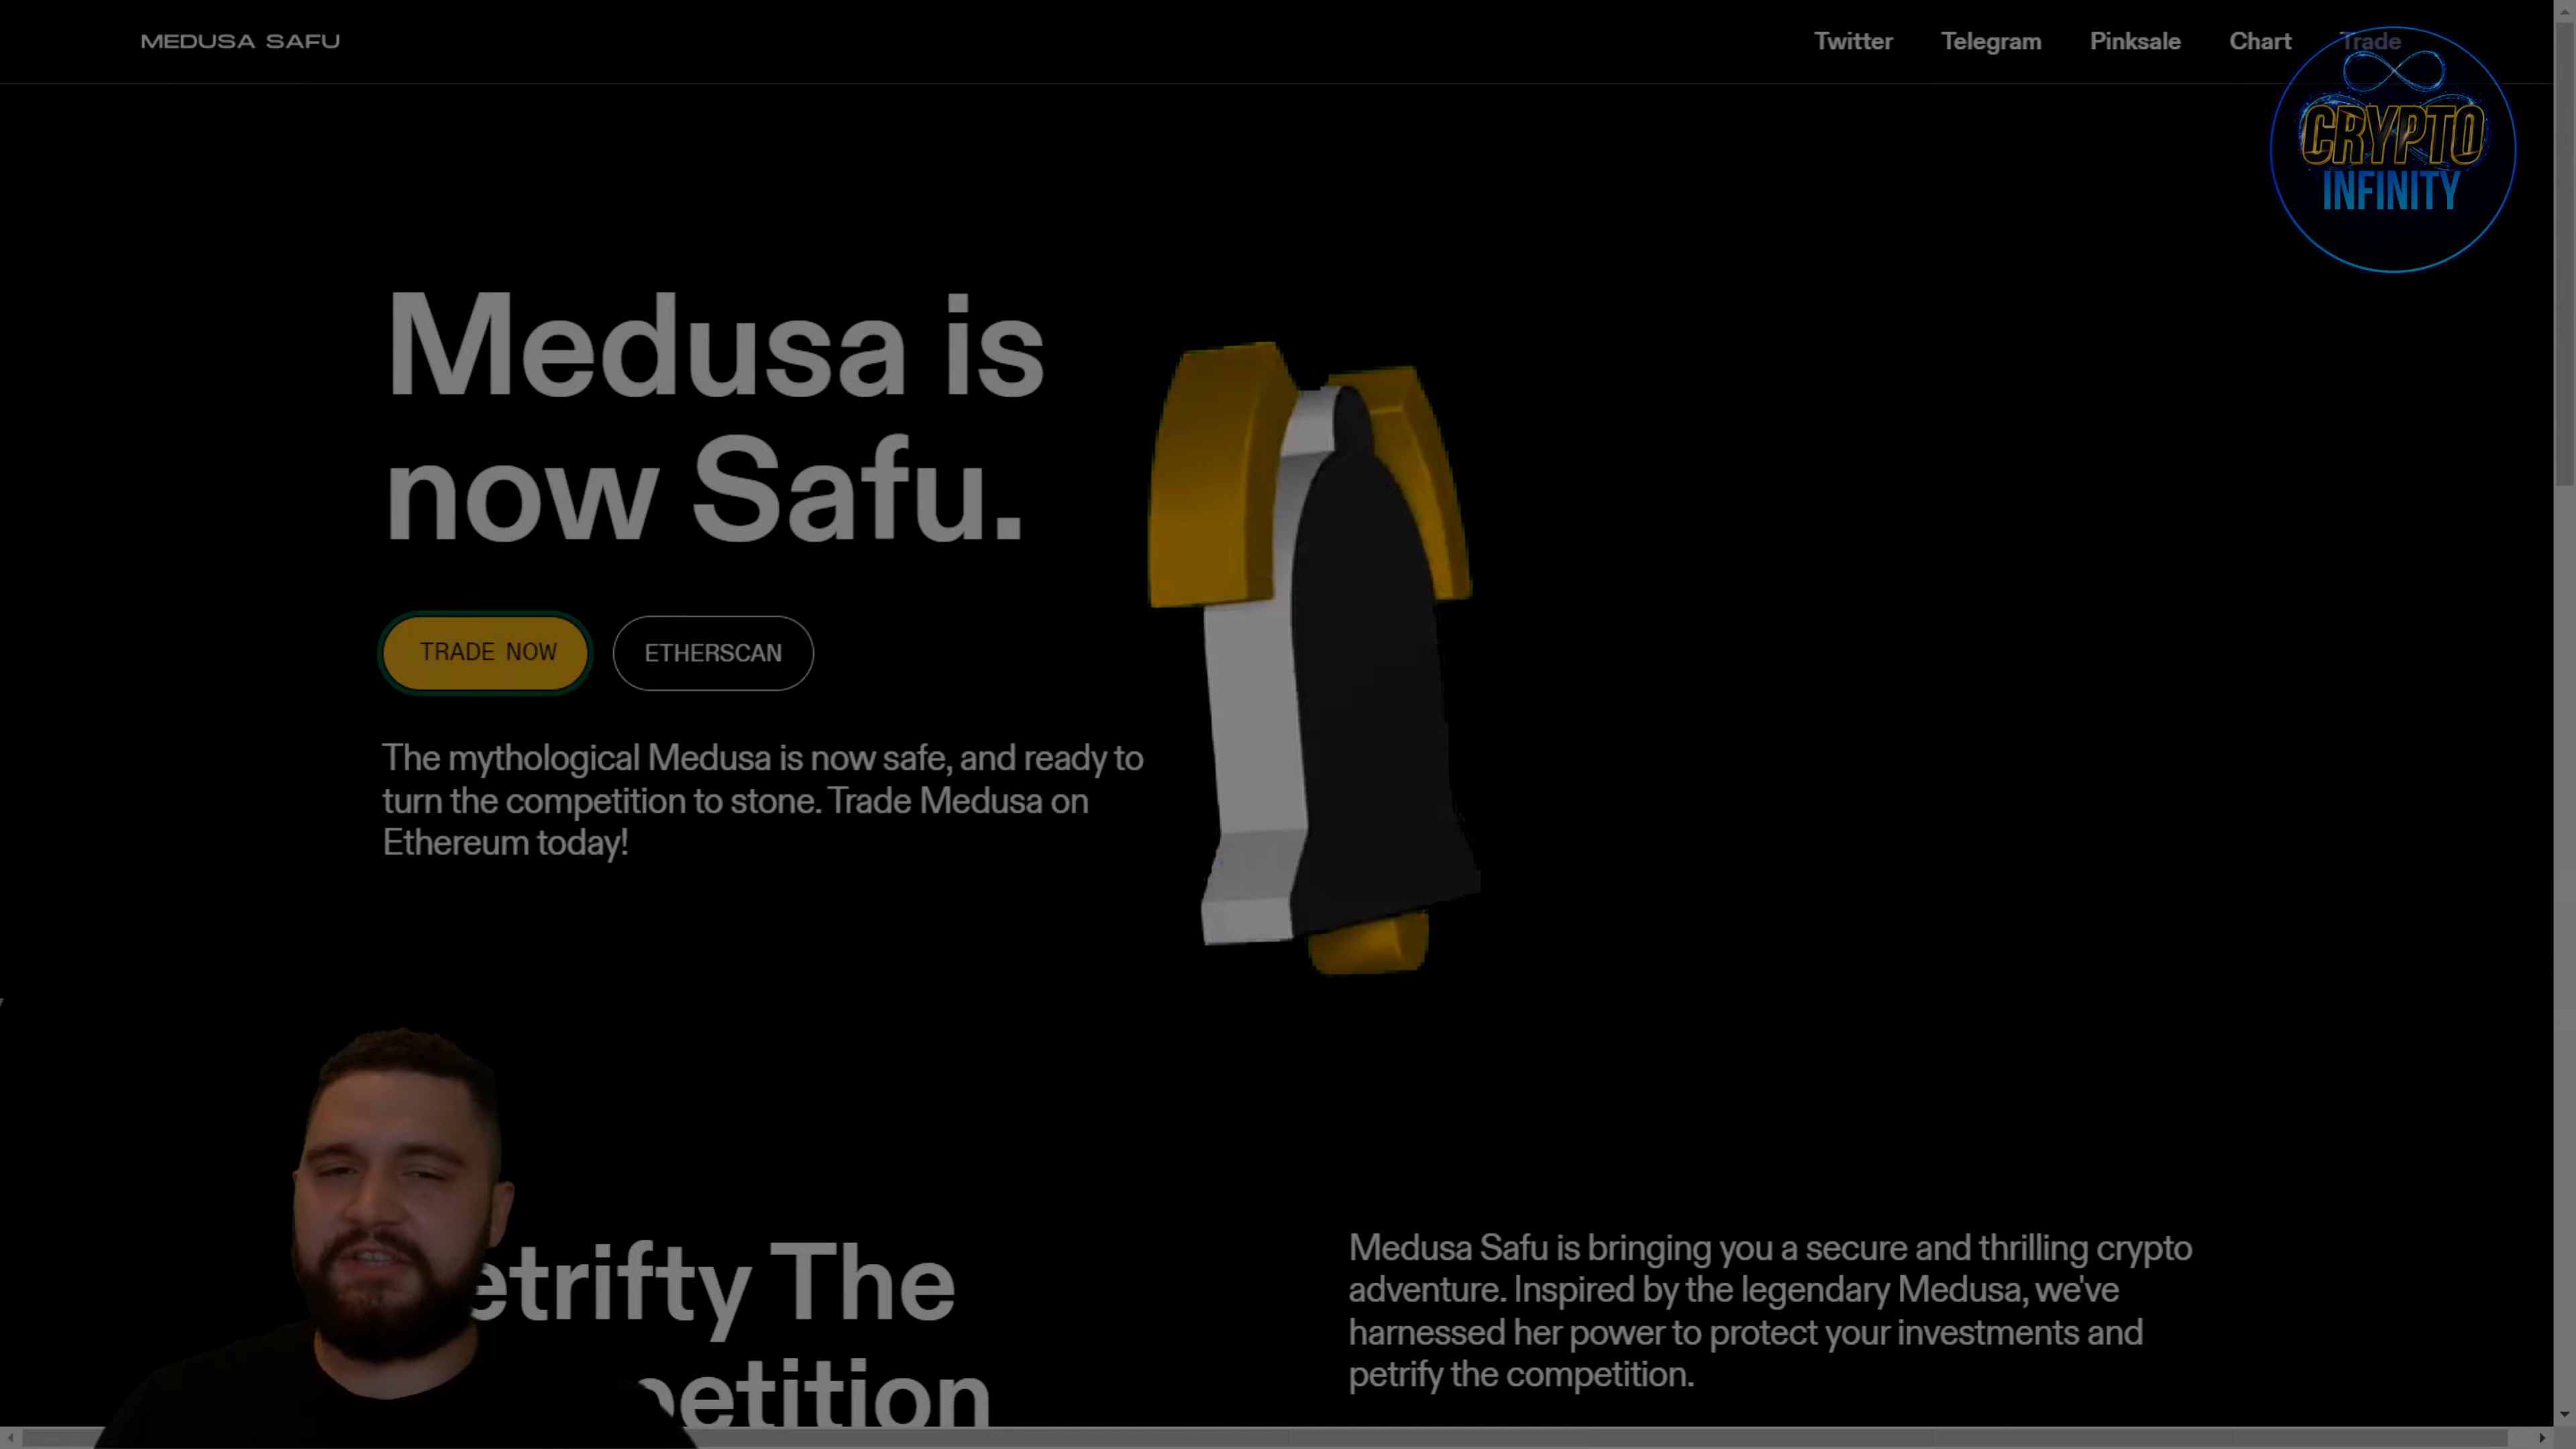 MEDUSA SAFU
Twitter Telegram Pinksale Chart Trade
CRYPTO
INFINITY
Medusa is
now Safu.
TRADE NOW ETHERSCAN
The mythological Medusa is now safe, and ready to
turn the competition to stone. Trade Medusa on
Ethereum today!
etrifty The
petition
Medusa Safu is bringing you a secure and thrilling crypto
adventure. Inspired by the legendary Medusa, we've
harnessed her power to protect your investments and
petrify the competition.